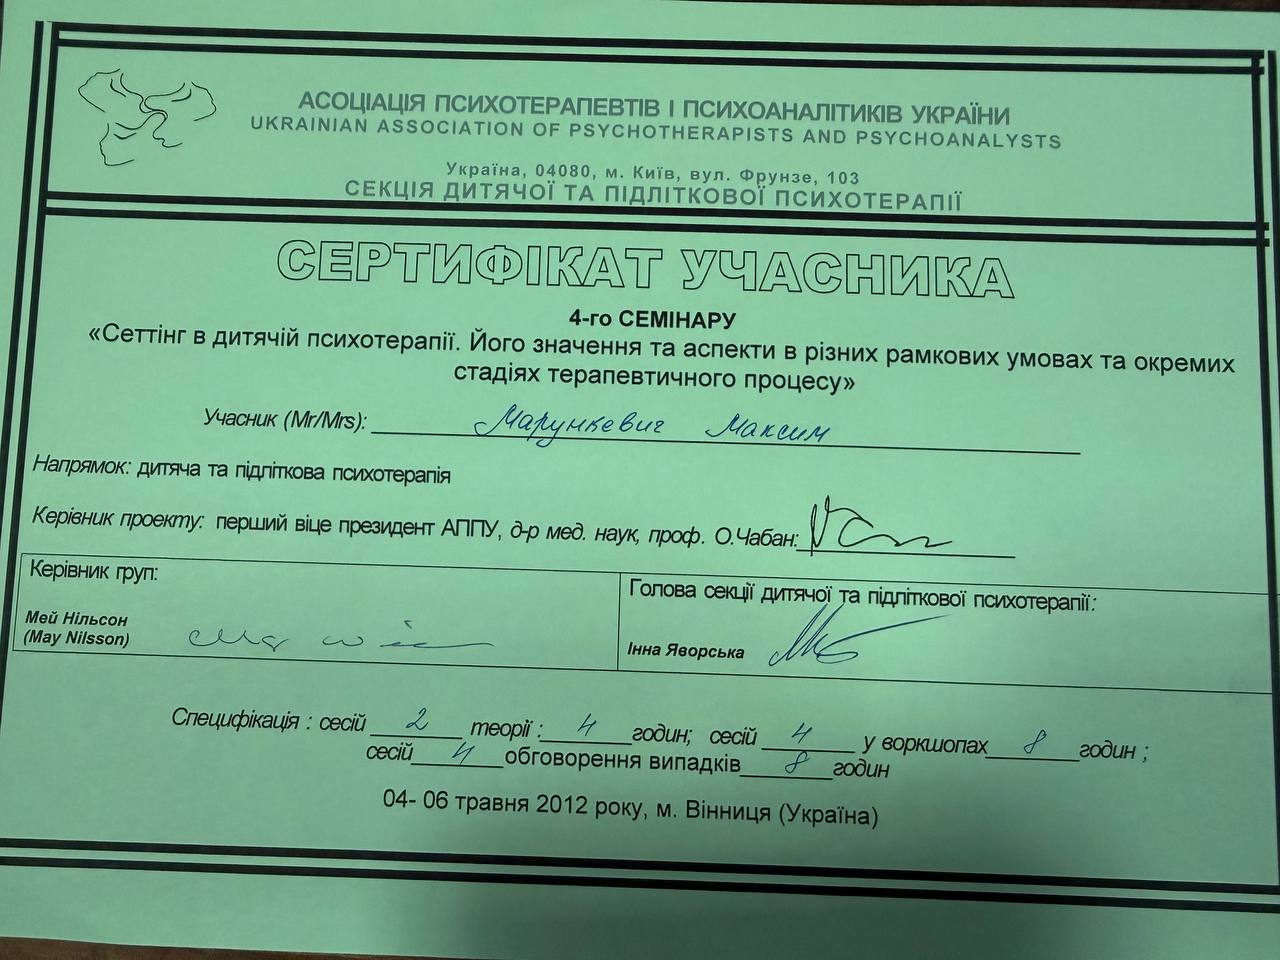 АСОЦІАЦІЯ ПСИХОТЕРАПЕВТІВ І ПСИХОАНАЛІТИКІВ УКРАЇНИ
UKRAINIAN ASSOCIATION OF PSYCHOTHERAPISTS AND PSYCHOANALYSTS
Україна, 04080, м. Київ, вул. Фрунзе, 103
СЕКЦІЯ ДИТЯЧОЇ ТА ПІДЛІТКОВОЇ ПСИХОТЕРАПІЇ
СЕРТИФІКАТ УЧАСНИКА
4-го СЕМІНАРУ
«Сеттінг в дитячій психотерапії. Його значення та аспекти в різних рамкових умовах та окремих
стадіях терапевтичного процесу»
Учасник (Mr/Mrs): Марункевич Максим
Напрямок: дитяча та підліткова психотерапія
Керівник проекту: перший віце президент АППУ, д-р мед. наук, проф. О.Чабан:
Керівник груп:
Мей Нільсон
(May Nilsson)
Голова секції дитячої та підліткової психотерапії:
Інна Яворська
Специфікація : сесій 2 теорії : 4 годин; сесій 4 у воркшопах 8 годин ;
сесій 4 обговорення випадків 8 годин
04- 06 травня 2012 року, м. Вінниця (Україна)